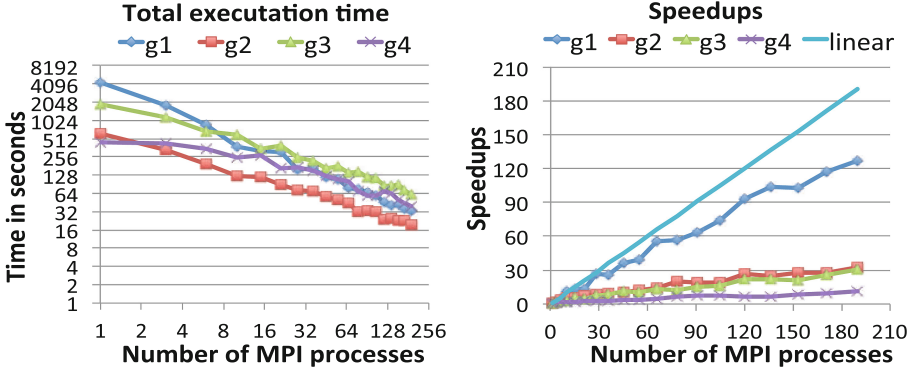 Total executation time
g1 g2 g3 g4
8192
4096
2048
1024
512
256
128
64
32
16
8
4
2
1
Time in seconds
1 2 4 8 16 32 64 128 256
Number of MPI processes
Speedups
g1 g2 g3 g4 linear
210
180
150
120
90
60
30
0
Speedups
0 30 60 90 120 150 180 210
Number of MPI processes